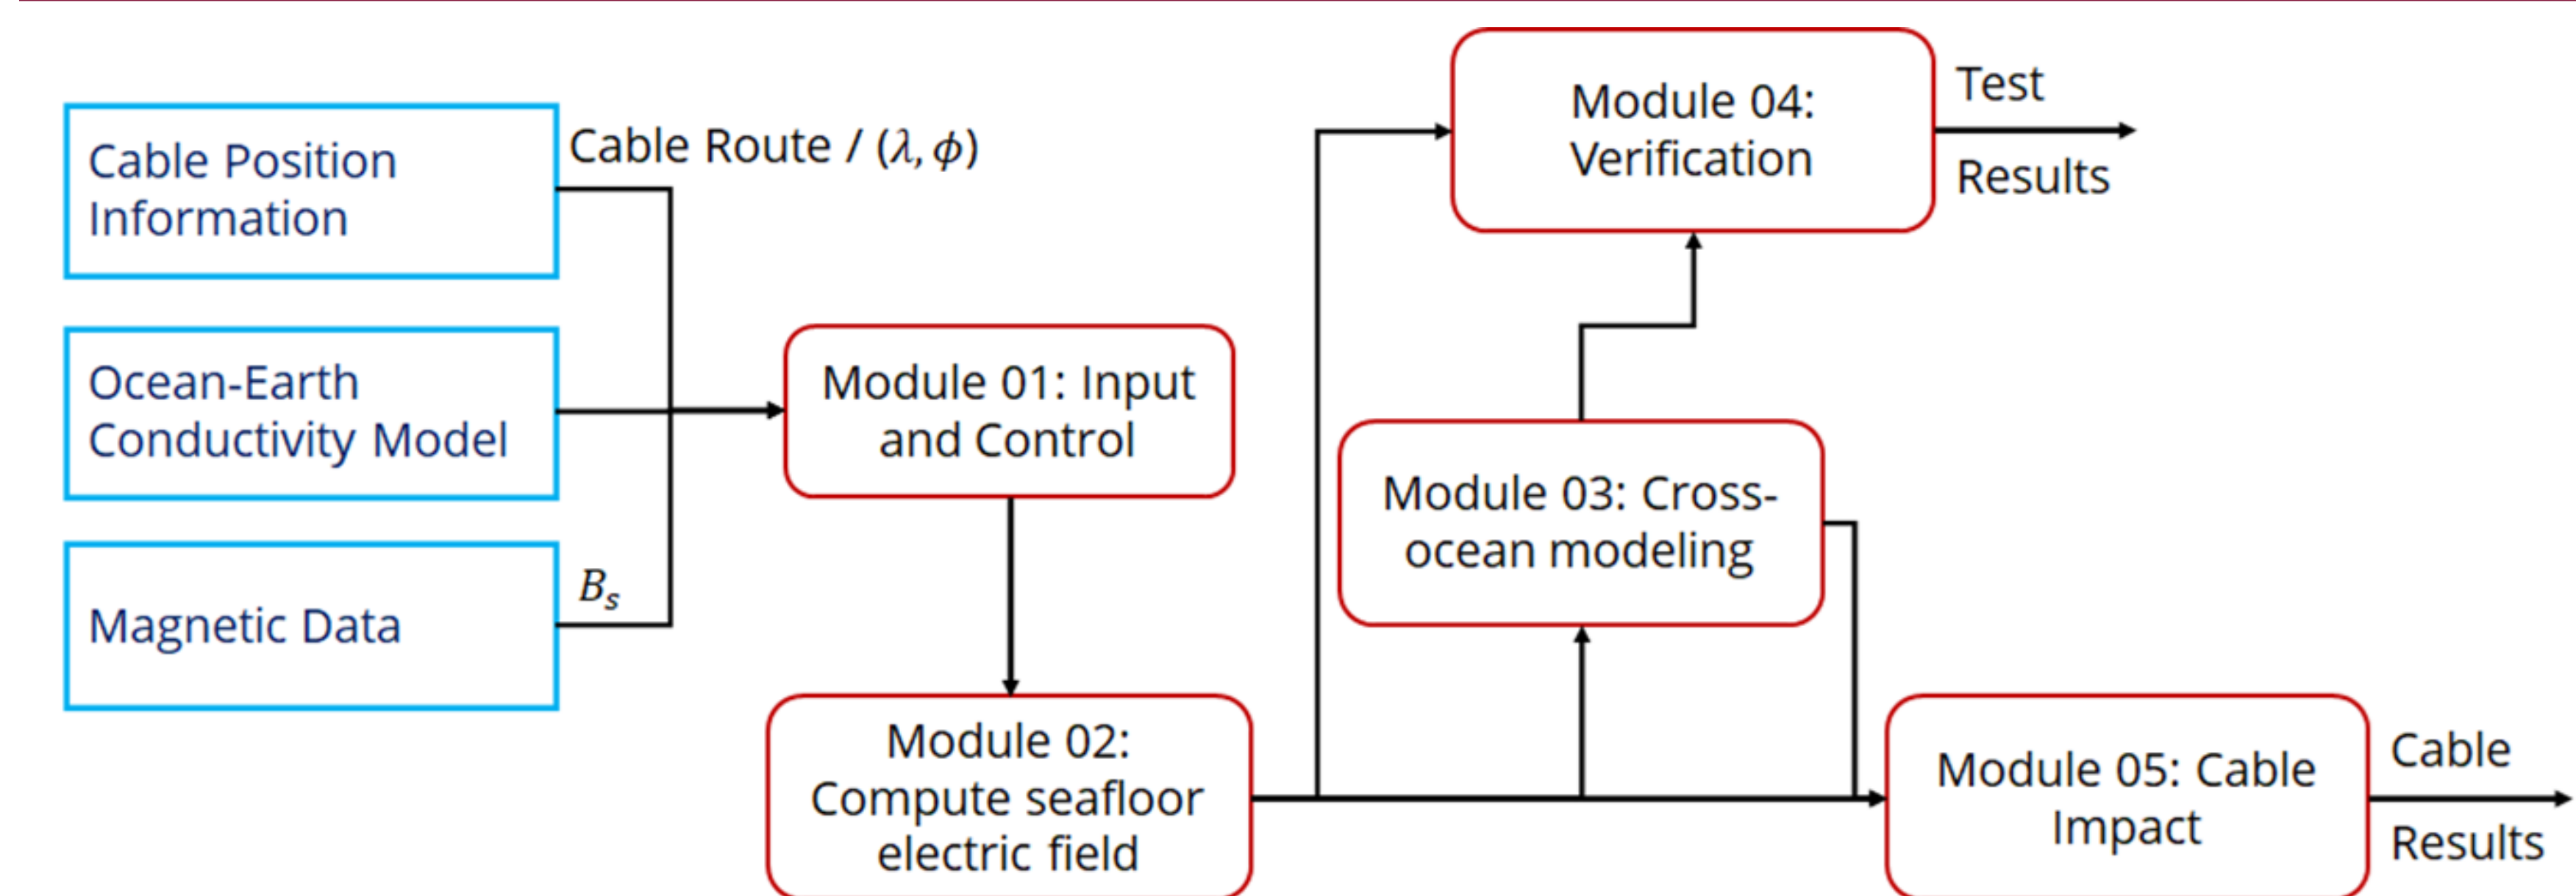 Cable Position
Information
Cable Route / (λ, ϕ)
Ocean-Earth
Conductivity Model
Magnetic Data
Bₛ
Module 01: Input
and Control
Module 02:
Compute seafloor
electric field
Module 03: Cross-
ocean modeling
Module 04:
Verification
Test
Results
Module 05: Cable
Impact
Cable
Results